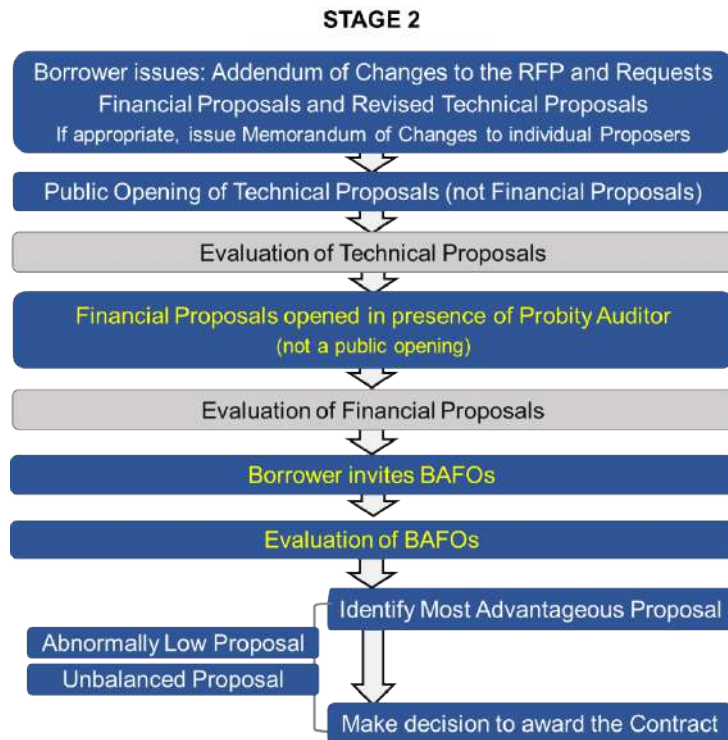 STAGE 2
Borrower issues: Addendum of Changes to the RFP and Requests
Financial Proposals and Revised Technical Proposals
If appropriate, issue Memorandum of Changes to individual Proposers
Public Opening of Technical Proposals (not Financial Proposals)
Evaluation of Technical Proposals
Financial Proposals opened in presence of Probity Auditor
(not a public opening)
Evaluation of Financial Proposals
Borrower invites BAFOs
Evaluation of BAFOs
Identify Most Advantageous Proposal
Abnormally Low Proposal
Unbalanced Proposal
Make decision to award the Contract